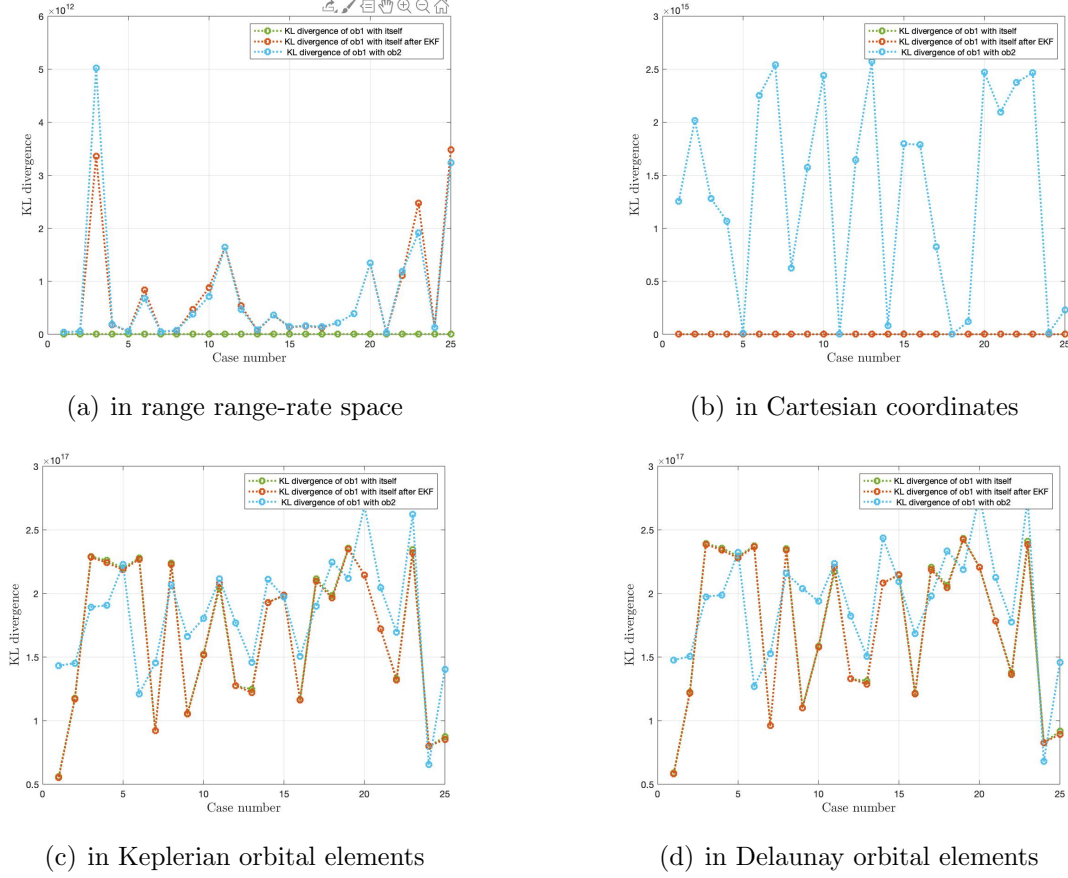 ×10^12
KL divergence of ob1 with itself
KL divergence of ob1 with itself after EKF
KL divergence of ob1 with ob2
KL divergence
6
5
4
3
2
1
0
0 5 10 15 20 25
Case number
(a) in range range-rate space
×10^15
KL divergence of ob1 with itself
KL divergence of ob1 with itself after EKF
KL divergence of ob1 with ob2
KL divergence
3
2.5
2
1.5
1
0.5
0
0 5 10 15 20 25
Case number
(b) in Cartesian coordinates
×10^17
KL divergence of ob1 with itself
KL divergence of ob1 with itself after EKF
KL divergence of ob1 with ob2
KL divergence
3
2.5
2
1.5
1
0.5
0 5 10 15 20 25
Case number
(c) in Keplerian orbital elements
×10^17
KL divergence of ob1 with itself
KL divergence of ob1 with itself after EKF
KL divergence of ob1 with ob2
KL divergence
3
2.5
2
1.5
1
0.5
0 5 10 15 20 25
Case number
(d) in Delaunay orbital elements